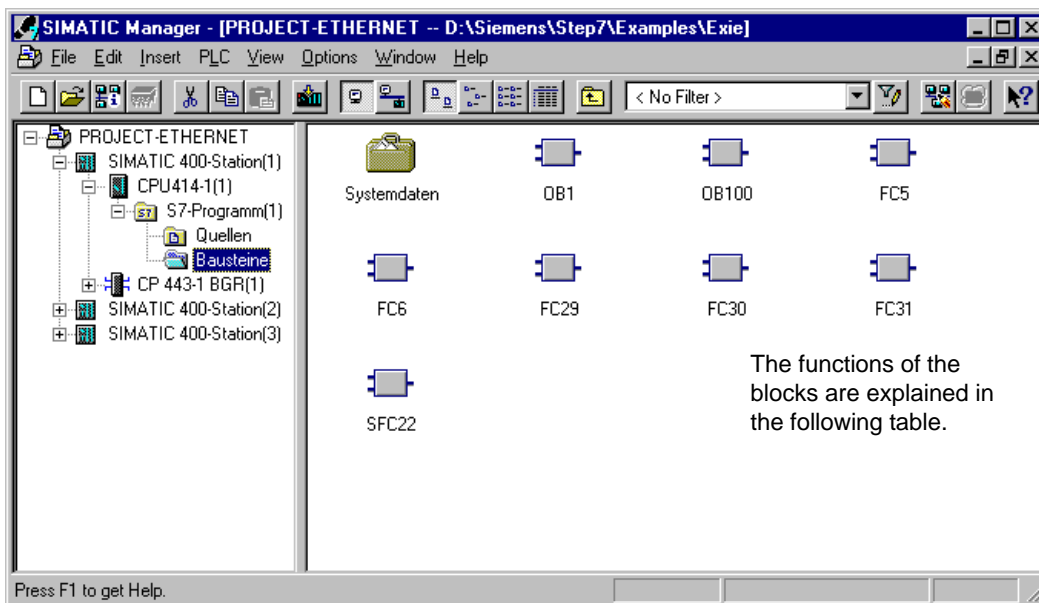 SIMATIC Manager - [PROJECT-ETHERNET -- D:\Siemens\Step7\Examples\Exie]
File Edit Insert PLC View Options Window Help
< No Filter >
PROJECT-ETHERNET
SIMATIC 400-Station(1)
CPU414-1(1)
S7-Programm(1)
Quellen
Bausteine
CP 443-1 BGR(1)
SIMATIC 400-Station(2)
SIMATIC 400-Station(3)
Systemdaten OB1 OB100 FC5
FC6 FC29 FC30 FC31
SFC22
The functions of the
blocks are explained in
the following table.
Press F1 to get Help.